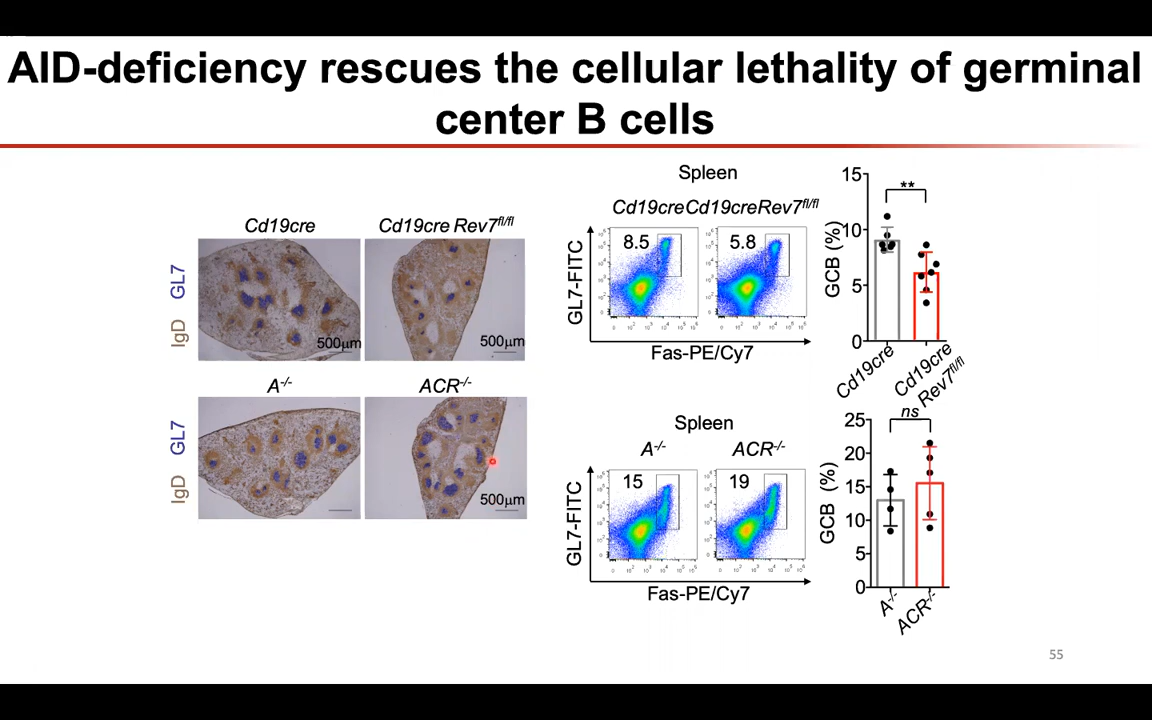 AID-deficiency rescues the cellular lethality of germinal
center B cells
Cd19cre
Cd19cre Rev7fl/fl
GL7
IgD
500μm
500μm
A-/-
ACR-/-
GL7
IgD
500μm
Spleen
Cd19creCd19creRev7fl/fl
8.5
5.8
GL7-FITC
Fas-PE/Cy7
15
10
5
0
GCB (%)
**
Cd19cre
Cd19cre
Rev7fl/fl
Spleen
A-/-
ACR-/-
15
19
GL7-FITC
Fas-PE/Cy7
25
20
15
10
5
0
GCB (%)
ns
A-/-
ACR-/-
55